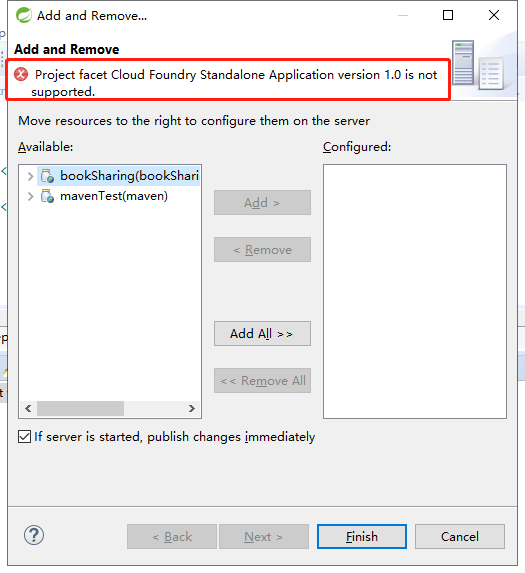 Add and Remove...
Add and Remove
Project facet Cloud Foundry Standalone Application version 1.0 is not
supported.
Move resources to the right to configure them on the server
Available:
Configured:
bookSharing(bookShari
mavenTest(maven)
Add >
< Remove
Add All >>
<< Remove All
If server is started, publish changes immediately
< Back
Next >
Finish
Cancel